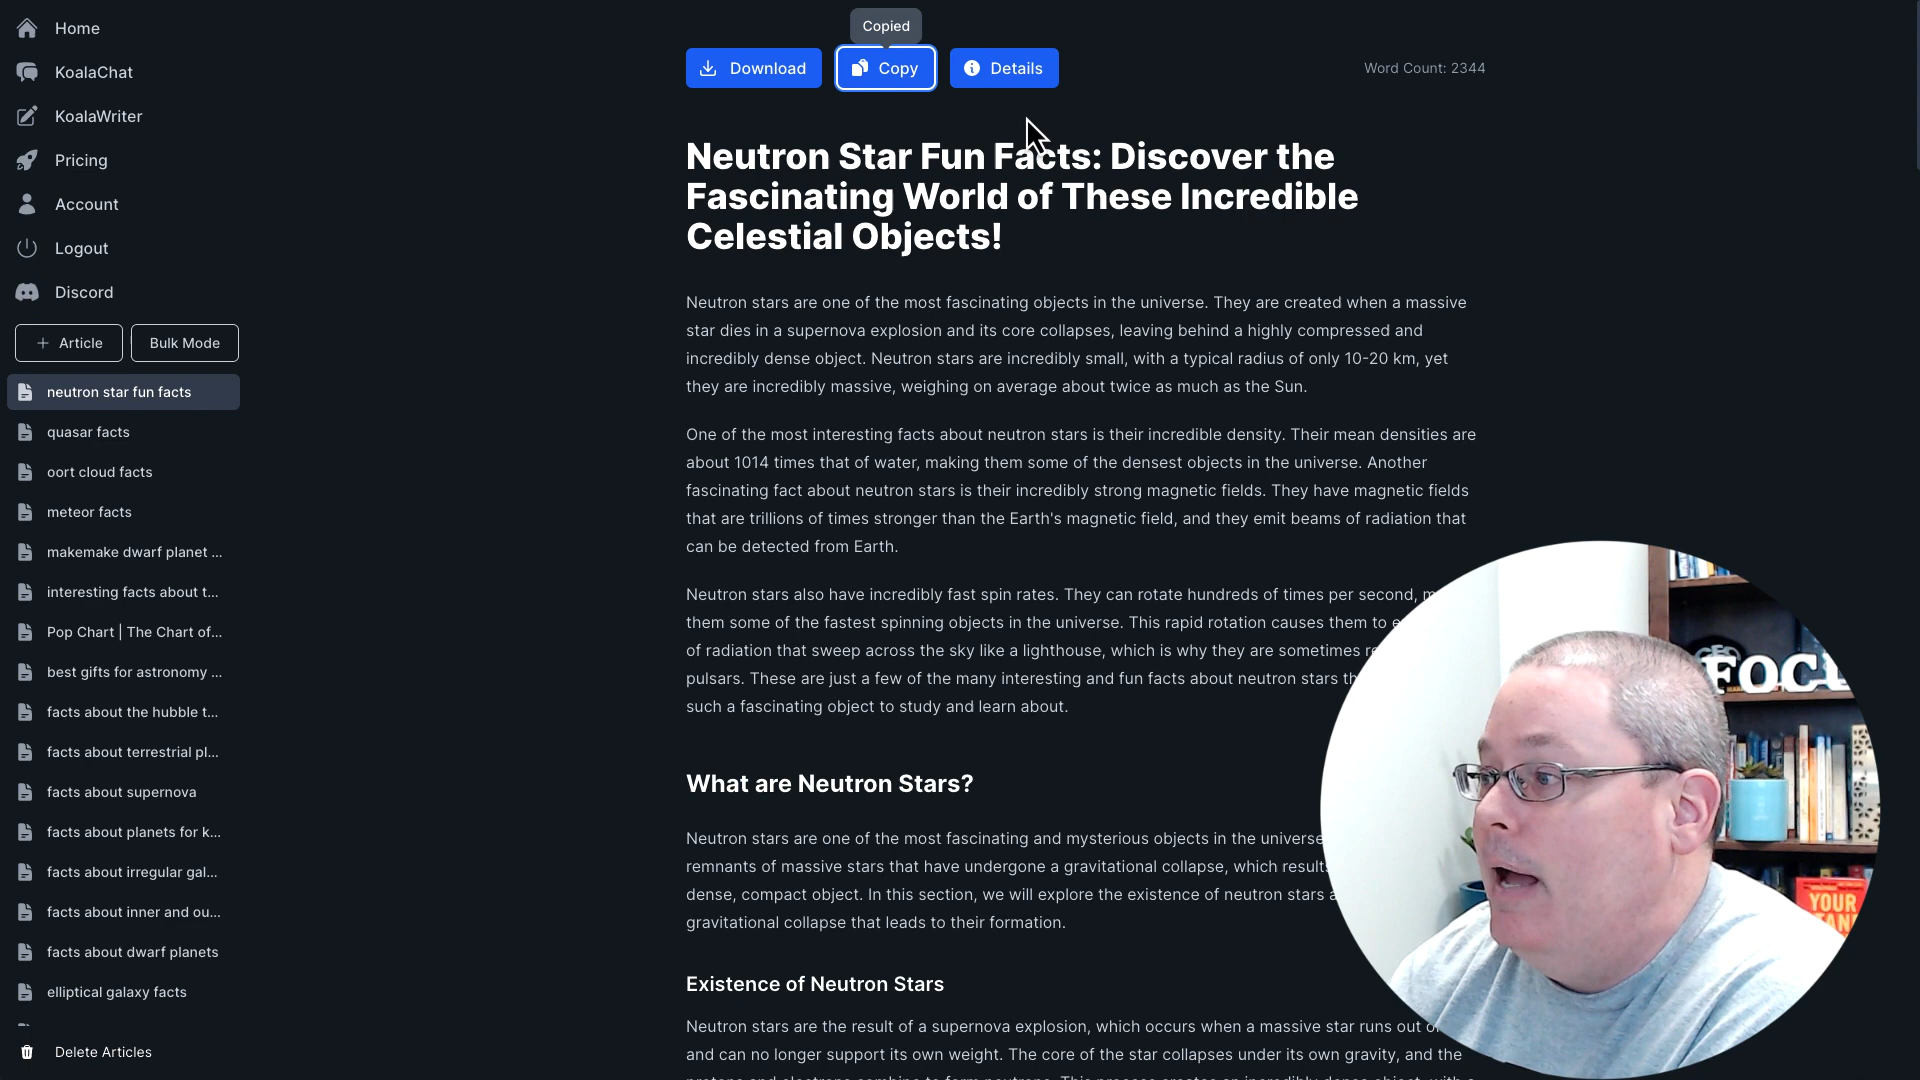 Home
KoalaChat
KoalaWriter
Pricing
Account
Logout
Discord
+ Article
Bulk Mode
neutron star fun facts
quasar facts
oort cloud facts
meteor facts
makemake dwarf planet ...
interesting facts about t...
Pop Chart | The Chart of...
best gifts for astronomy ...
facts about the hubble t...
facts about terrestrial pl...
facts about supernova
facts about planets for k...
facts about irregular gal...
facts about inner and ou...
facts about dwarf planets
elliptical galaxy facts
Delete Articles
Copied
Download
Copy
Details
Word Count: 2344
Neutron Star Fun Facts: Discover the
Fascinating World of These Incredible
Celestial Objects!
Neutron stars are one of the most fascinating objects in the universe. They are created when a massive
star dies in a supernova explosion and its core collapses, leaving behind a highly compressed and
incredibly dense object. Neutron stars are incredibly small, with a typical radius of only 10-20 km, yet
they are incredibly massive, weighing on average about twice as much as the Sun.
One of the most interesting facts about neutron stars is their incredible density. Their mean densities are
about 1014 times that of water, making them some of the densest objects in the universe. Another
fascinating fact about neutron stars is their incredibly strong magnetic fields. They have magnetic fields
that are trillions of times stronger than the Earth's magnetic field, and they emit beams of radiation that
can be detected from Earth.
Neutron stars also have incredibly fast spin rates. They can rotate hundreds of times per second,
them some of the fastest spinning objects in the universe. This rapid rotation causes them to
of radiation that sweep across the sky like a lighthouse, which is why they are sometimes
pulsars. These are just a few of the many interesting and fun facts about neutron stars
such a fascinating object to study and learn about.
What are Neutron Stars?
Neutron stars are one of the most fascinating and mysterious objects in the universe
remnants of massive stars that have undergone a gravitational collapse, which results
dense, compact object. In this section, we will explore the existence of neutron stars
gravitational collapse that leads to their formation.
Existence of Neutron Stars
Neutron stars are the result of a supernova explosion, which occurs when a massive star runs out
and can no longer support its own weight. The core of the star collapses under its own gravity, and the
FOC
YOUR